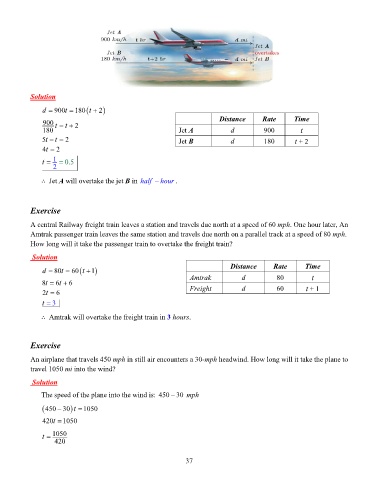 Jet A
900 km/h t hr d mi
Jet A
Overtakes
Jet B
180 km/h t+2 hr d mi Jet B
Solution
d = 900t = 180(t + 2)
900/180 t = t + 2
5t − t = 2
4t = 2
t = 1/2 = 0.5
Distance Rate Time
Jet A d 900 t
Jet B d 180 t + 2
∴ Jet A will overtake the jet B in half − hour .
Exercise
A central Railway freight train leaves a station and travels due north at a speed of 60 mph. One hour later, An
Amtrak passenger train leaves the same station and travels due north on a parallel track at a speed of 80 mph.
How long will it take the passenger train to overtake the freight train?
Solution
d = 80t = 60(t + 1)
8t = 6t + 6
2t = 6
t = 3
Distance Rate Time
Amtrak d 80 t
Freight d 60 t + 1
∴ Amtrak will overtake the freight train in 3 hours.
Exercise
An airplane that travels 450 mph in still air encounters a 30-mph headwind. How long will it take the plane to
travel 1050 mi into the wind?
Solution
The speed of the plane into the wind is: 450 − 30 mph
(450 − 30)t = 1050
420t = 1050
t = 1050/420
37